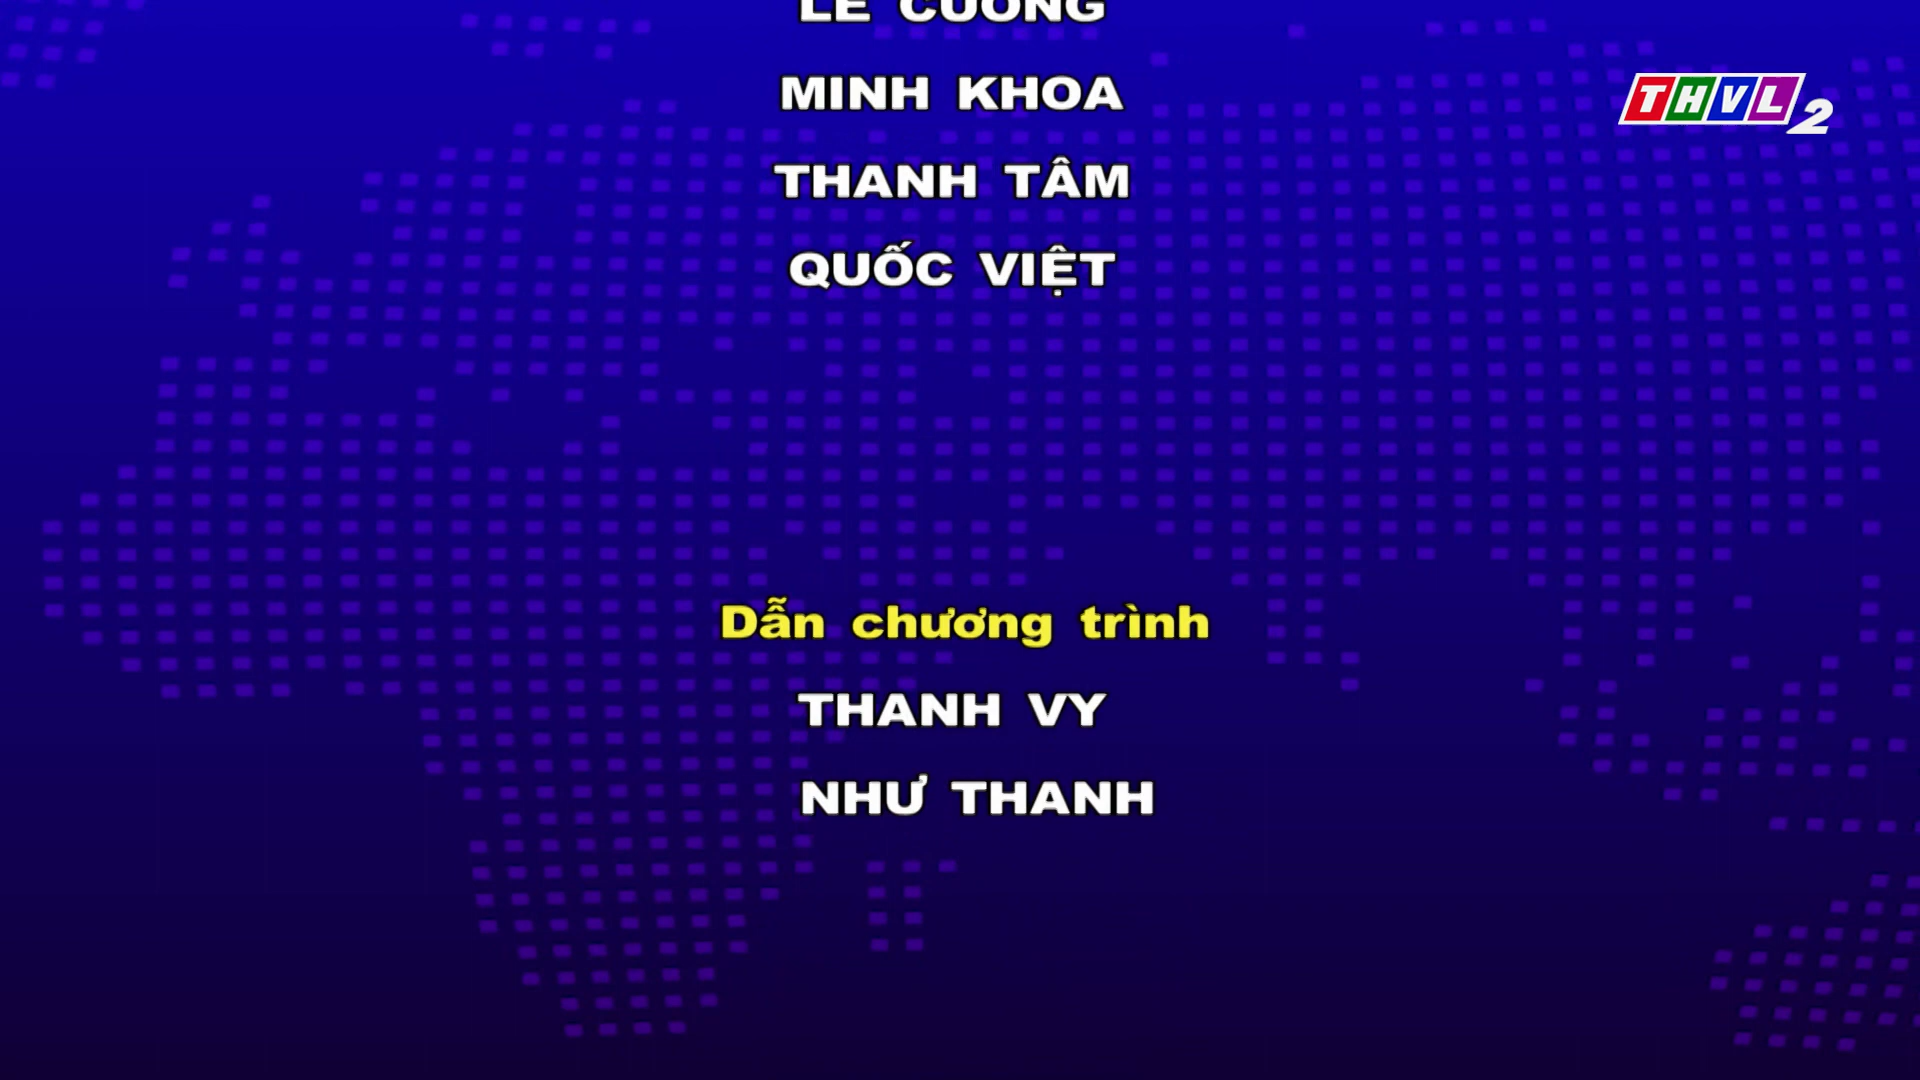 MINH KHOA
THVL2
THANH TÂM
QUỐC VIỆT
Dẫn chương trình
THANH VY
NHƯ THANH